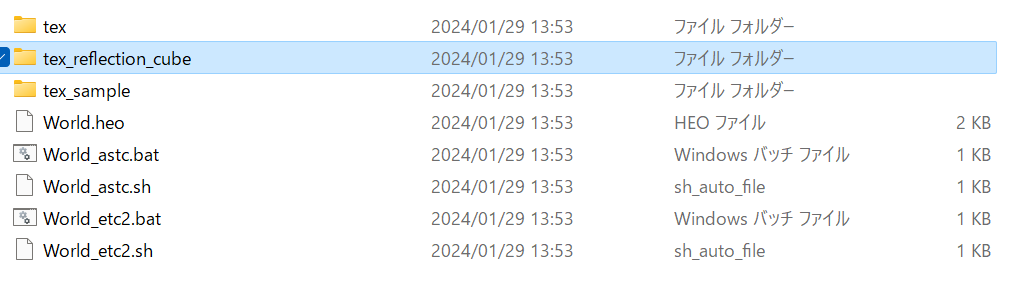 tex 2024/01/29 13:53 ファイル フォルダー
tex_reflection_cube 2024/01/29 13:53 ファイル フォルダー
tex_sample 2024/01/29 13:53 ファイル フォルダー
World.heo 2024/01/29 13:53 HEO ファイル 2 KB
World_astc.bat 2024/01/29 13:53 Windows バッチ ファイル 1 KB
World_astc.sh 2024/01/29 13:53 sh_auto_file 1 KB
World_etc2.bat 2024/01/29 13:53 Windows バッチ ファイル 1 KB
World_etc2.sh 2024/01/29 13:53 sh_auto_file 1 KB